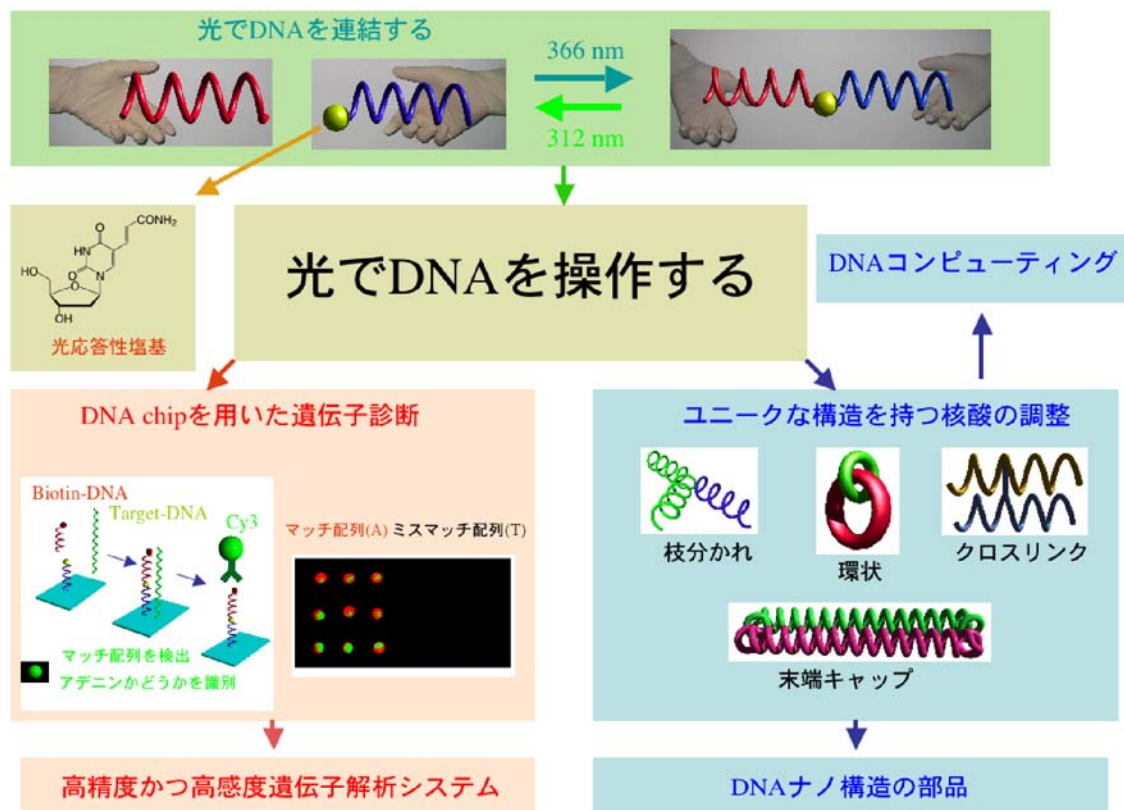 光でDNAを連結する
366 nm
312 nm
CONH₂
O
HN
O
N
HO
O
OH
光応答性塩基
光でDNAを操作する
DNAコンピューティング
DNA chipを用いた遺伝子診断
Biotin-DNA
Target-DNA
Cy3
マッチ配列を検出
アデニンかどうかを識別
マッチ配列(A) ミスマッチ配列(T)
高精度かつ高感度遺伝子解析システム
ユニークな構造を持つ核酸の調整
枝分かれ
環状
クロスリンク
末端キャップ
DNAナノ構造の部品